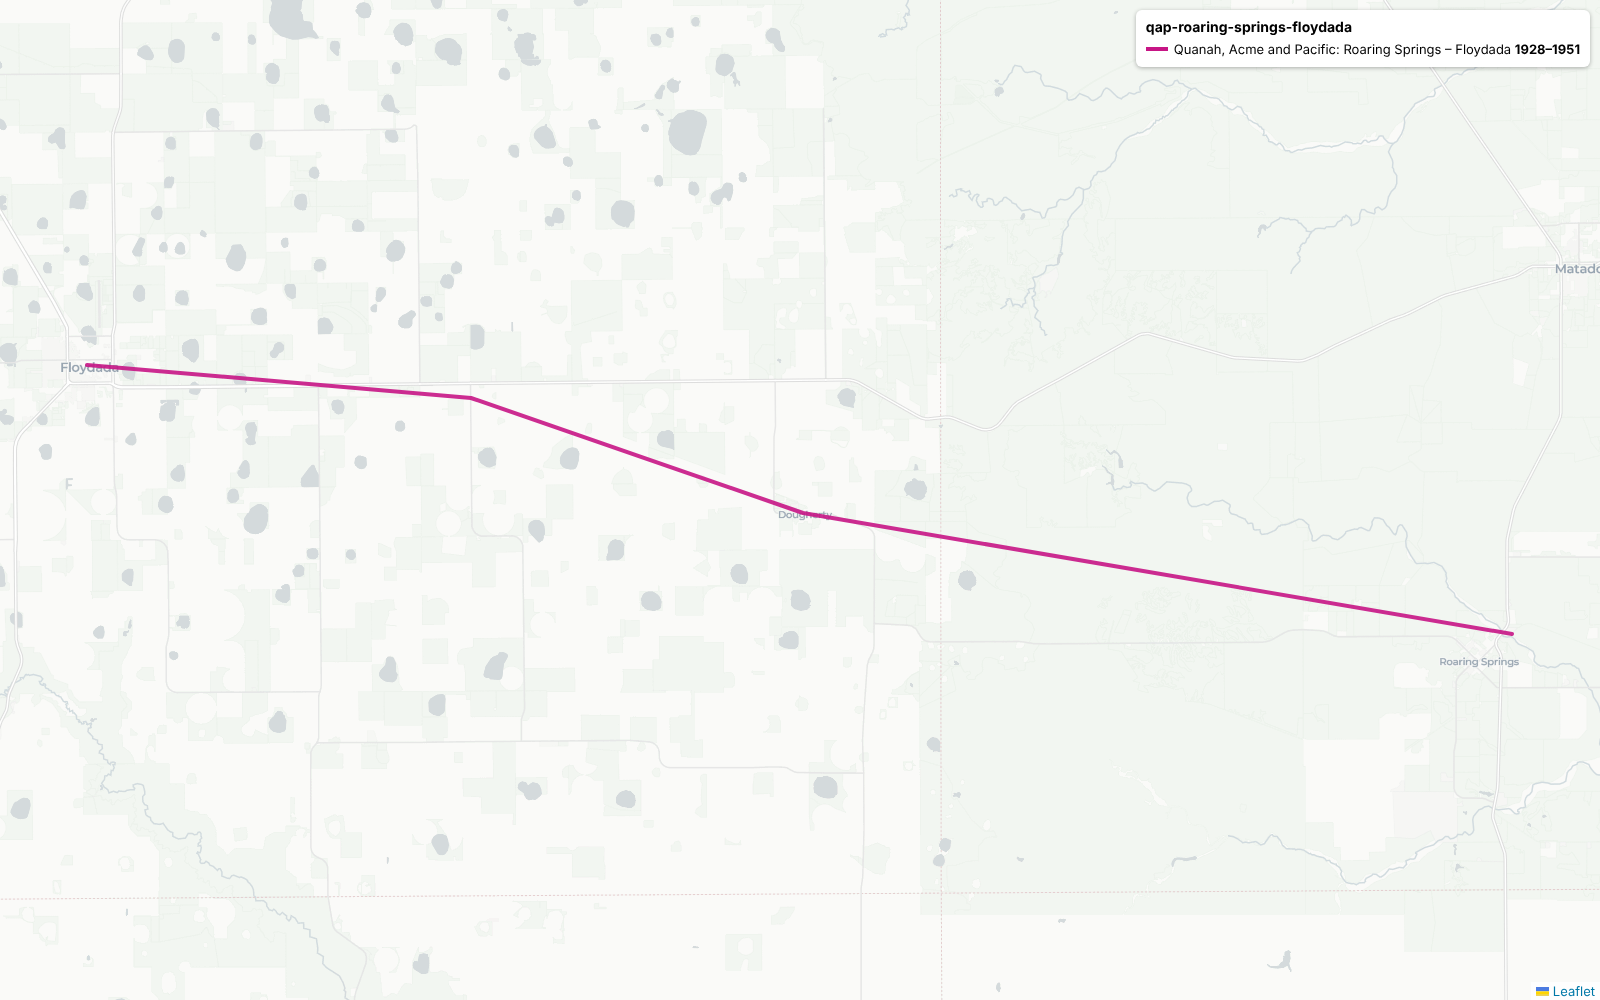 qap-roaring-springs-floydada
Quanah, Acme and Pacific: Roaring Springs – Floydada 1928–1951
Matado
Floydada
F
Dougherty
Roaring Springs
Leaflet